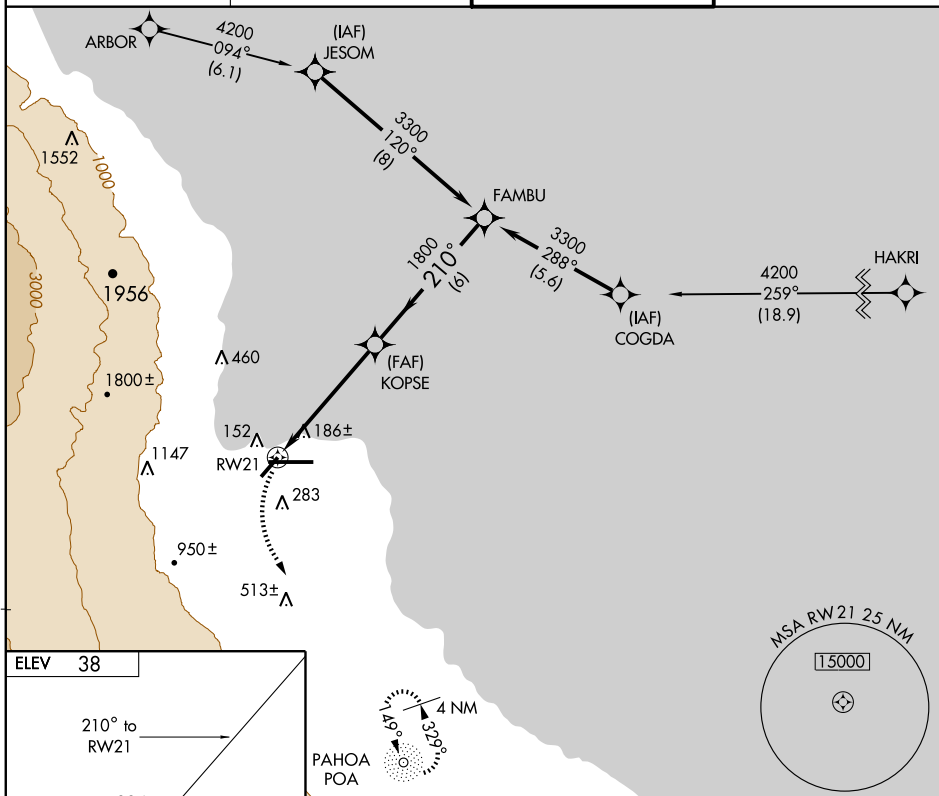 ARBOR
4200
094°
(6.1)
(IAF)
JESOM
3300
120°
(8)
1552
1000
FAMBU
3300
288°
(5.6)
HAKRI
4200
259°
(18.9)
1800
210°
(6)
3000
1956
(IAF)
COGDA
460
(FAF)
KOPSE
1800±
152
186±
RW21
1147
283
950±
513±
MSA RW21 25 NM
15000
ELEV 38
210° to
RW21
4 NM
149°
329°
PAHOA
POA